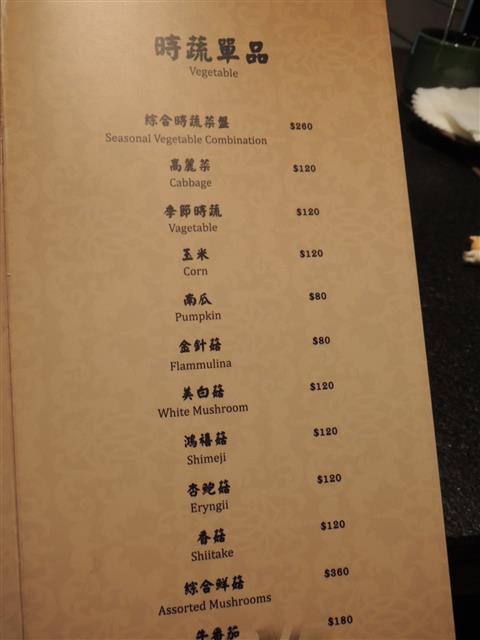 時蔬單品
Vegetable
綜合時蔬菜盤 $260
Seasonal Vegetable Combination
高麗菜 $120
Cabbage
季節時蔬 $120
Vagetable
玉米 $120
Corn
南瓜 $80
Pumpkin
金針菇 $80
Flammulina
美白菇 $120
White Mushroom
鴻禧菇 $120
Shimeji
杏鮑菇 $120
Eryngii
香菇 $120
Shiitake
綜合鮮菇 $360
Assorted Mushrooms
牛番茄 $180